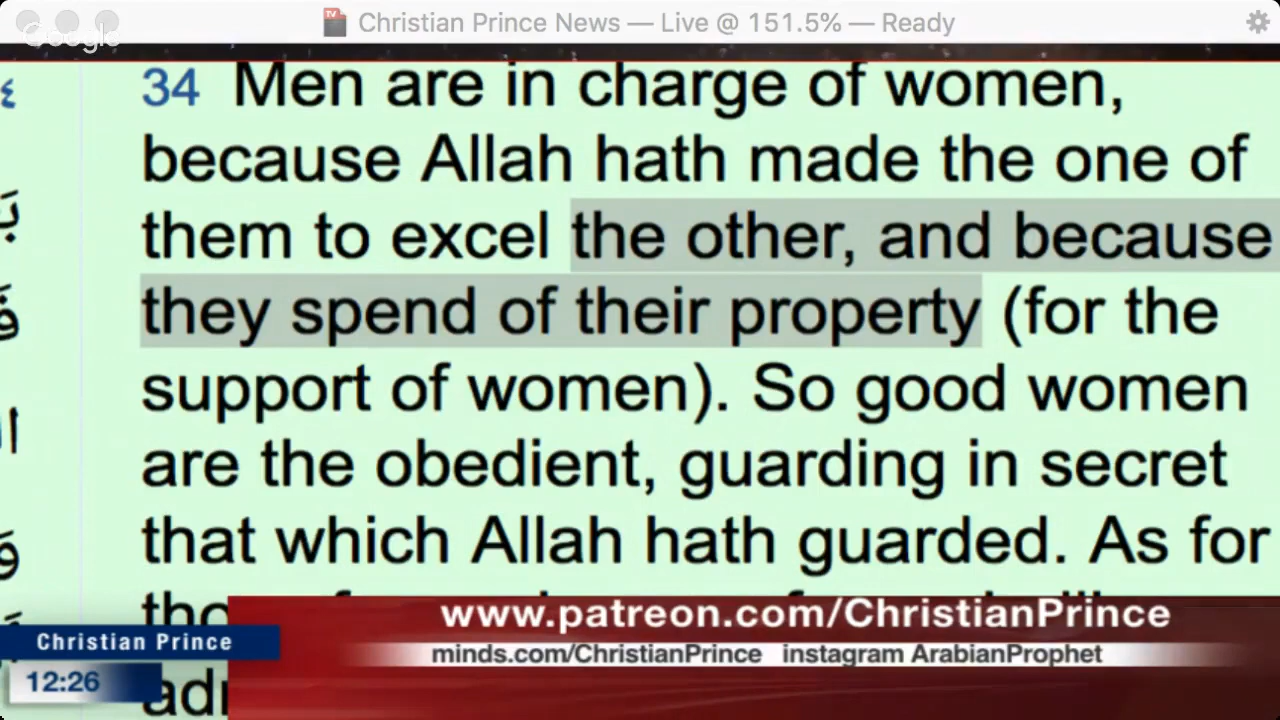 Christian Prince News — Live @ 151.5% — Ready
Google
34 Men are in charge of women,
because Allah hath made the one of
them to excel the other, and because
they spend of their property (for the
support of women). So good women
are the obedient, guarding in secret
that which Allah hath guarded. As for
www.patreon.com/ChristianPrince
minds.com/ChristianPrince instagram ArabianProphet
Christian Prince
12:26